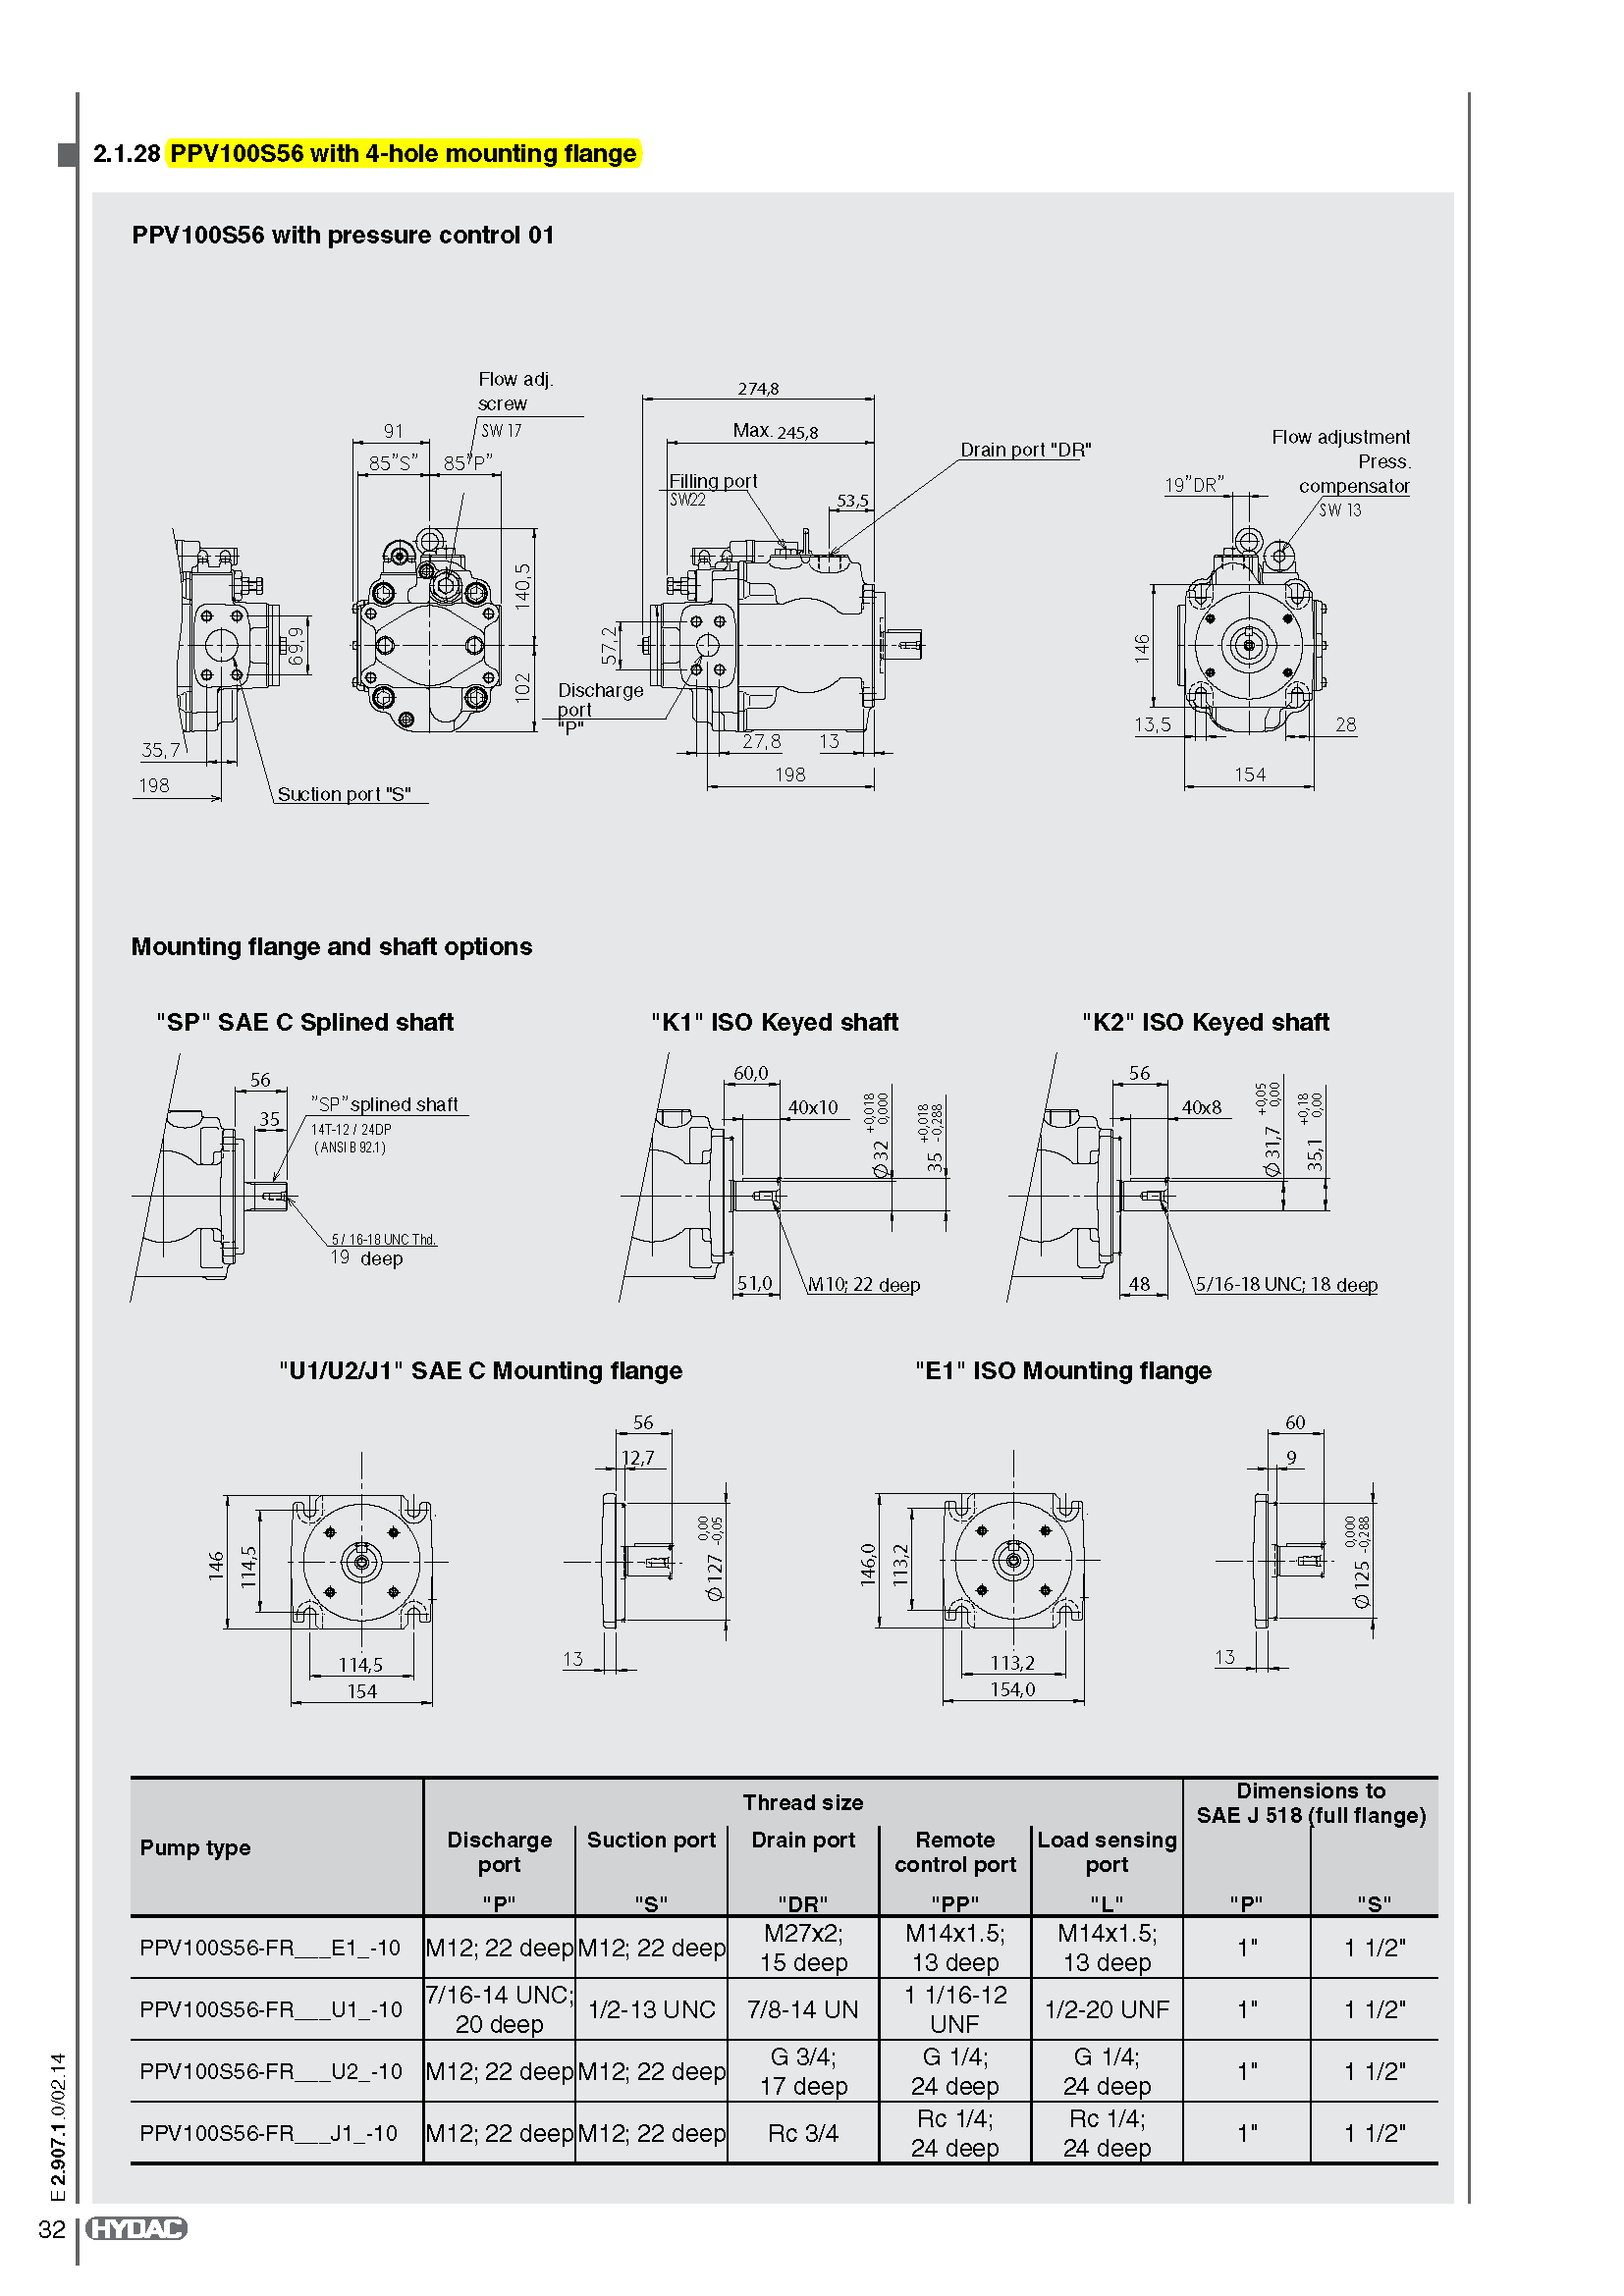 2.1.28 PPV100S56 with 4-hole mounting flange
PPV100S56 with pressure control 01
Flow adj.
screw
SW 17
91
85"S"
85"P"
140,5
102
69,9
35,7
198
Suction port "S"
274,8
Max. 245,8
Filling port
SW22
53,5
Drain port "DR"
57,2
Discharge
port
"P"
27,8
13
198
Flow adjustment
Press.
compensator
SW 13
19"DR"
146
13,5
28
154
Mounting flange and shaft options
"SP" SAE C Splined shaft
56
35
"SP" splined shaft
14T-12 / 24DP
(ANSI B 92.1)
5/ 16-18 UNC Thd.
19 deep
"K1" ISO Keyed shaft
60,0
40x10
Ø32 +0,018 0,000
35 +0,018 -0,288
51,0
M10; 22 deep
"K2" ISO Keyed shaft
56
40x8
Ø31,7 +0,05 0,00
35,1 +0,18 0,00
48
5/16-18 UNC; 18 deep
"U1/U2/J1" SAE C Mounting flange
146
114,5
114,5
154
56
12,7
Ø127 0,00 -0,05
13
"E1" ISO Mounting flange
146,0
113,2
113,2
154,0
60
9
Ø125 0,000 -0,288
13
Pump type
Thread size
Dimensions to
SAE J 518 (full flange)
Discharge
port
"P"
Suction port
"S"
Drain port
"DR"
Remote
control port
"PP"
Load sensing
port
"L"
"P"
"S"
PPV100S56-FR___E1_-10 M12; 22 deep M12; 22 deep M27x2; 15 deep M14x1.5; 13 deep M14x1.5; 13 deep 1" 1 1/2"
PPV100S56-FR___U1_-10 7/16-14 UNC; 20 deep 1/2-13 UNC 7/8-14 UN 1 1/16-12 UNF 1/2-20 UNF 1" 1 1/2"
PPV100S56-FR___U2_-10 M12; 22 deep M12; 22 deep G 3/4; 17 deep G 1/4; 24 deep G 1/4; 24 deep 1" 1 1/2"
PPV100S56-FR___J1_-10 M12; 22 deep M12; 22 deep Rc 3/4 Rc 1/4; 24 deep Rc 1/4; 24 deep 1" 1 1/2"
E 2.907.1.0/02.14
32 HYDAC